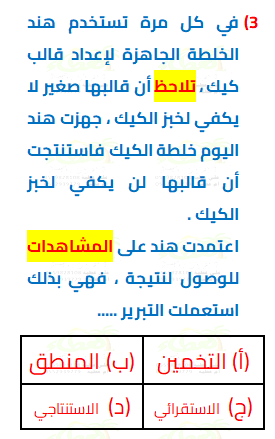 3) في كل مرة تستخدم هند
الخلطة الجاهزة لإعداد قالب
كيك ، تلاحظ أن قالبها صغير لا
يكفي لخبز الكيك ، جهزت هند
اليوم خلطة الكيك فاستنتجت
أن قالبها لن يكفي لخبز
الكيك .
اعتمدت هند على المشاهدات
للوصول لنتيجة ، فهي بذلك
استعملت التبرير .....
(أ) التخمين (ب) المنطق
(ج) الاستقرائي (د) الاستنتاجي